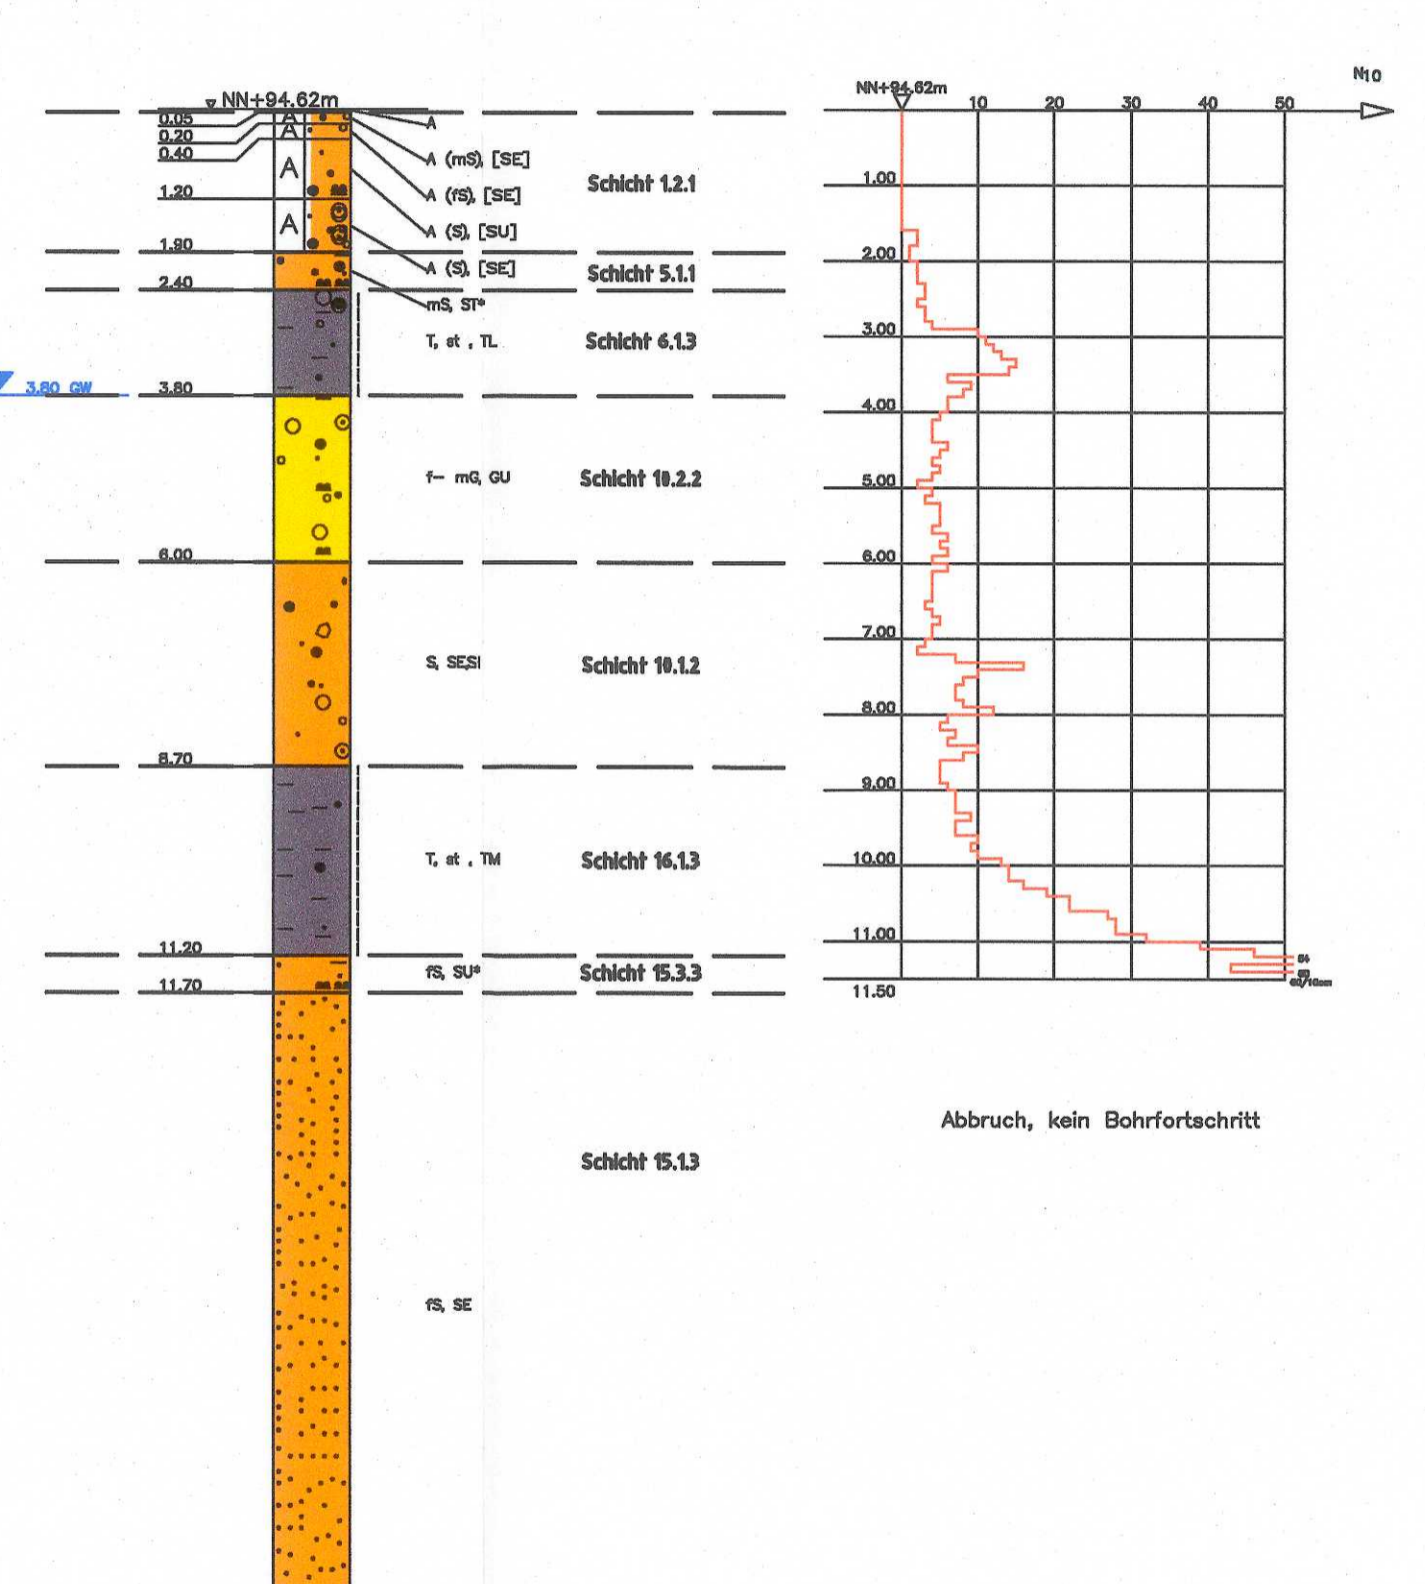 N10
NN+94.62m
NN+94.62m
10 20 30 40 50
0.05
A
A
0.20
A
0.40
A (mS), [SE]
A
1.00
Schicht 1.2.1
1.20
A (fS), [SE]
A
A (S), [SU]
1.90
2.00
A (S), [SE]
Schicht 5.1.1
2.40
mS, ST*
3.00
T, st , TL
Schicht 6.1.3
3.80 GW
3.80
4.00
f- mG, GU
Schicht 10.2.2
5.00
6.00
6.00
7.00
S, SE,SI
Schicht 10.1.2
8.00
8.70
9.00
T, st , TM
Schicht 16.1.3
10.00
11.00
11.20
fS, SU*
Schicht 15.3.3
11.70
11.50
60/10cm
Abbruch, kein Bohrfortschritt
Schicht 15.1.3
fS, SE